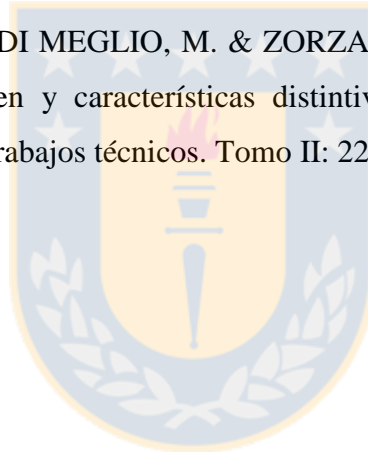 DI MEGLIO, M. & ZORZA
en y características distintiv
rabajos técnicos. Tomo II: 22